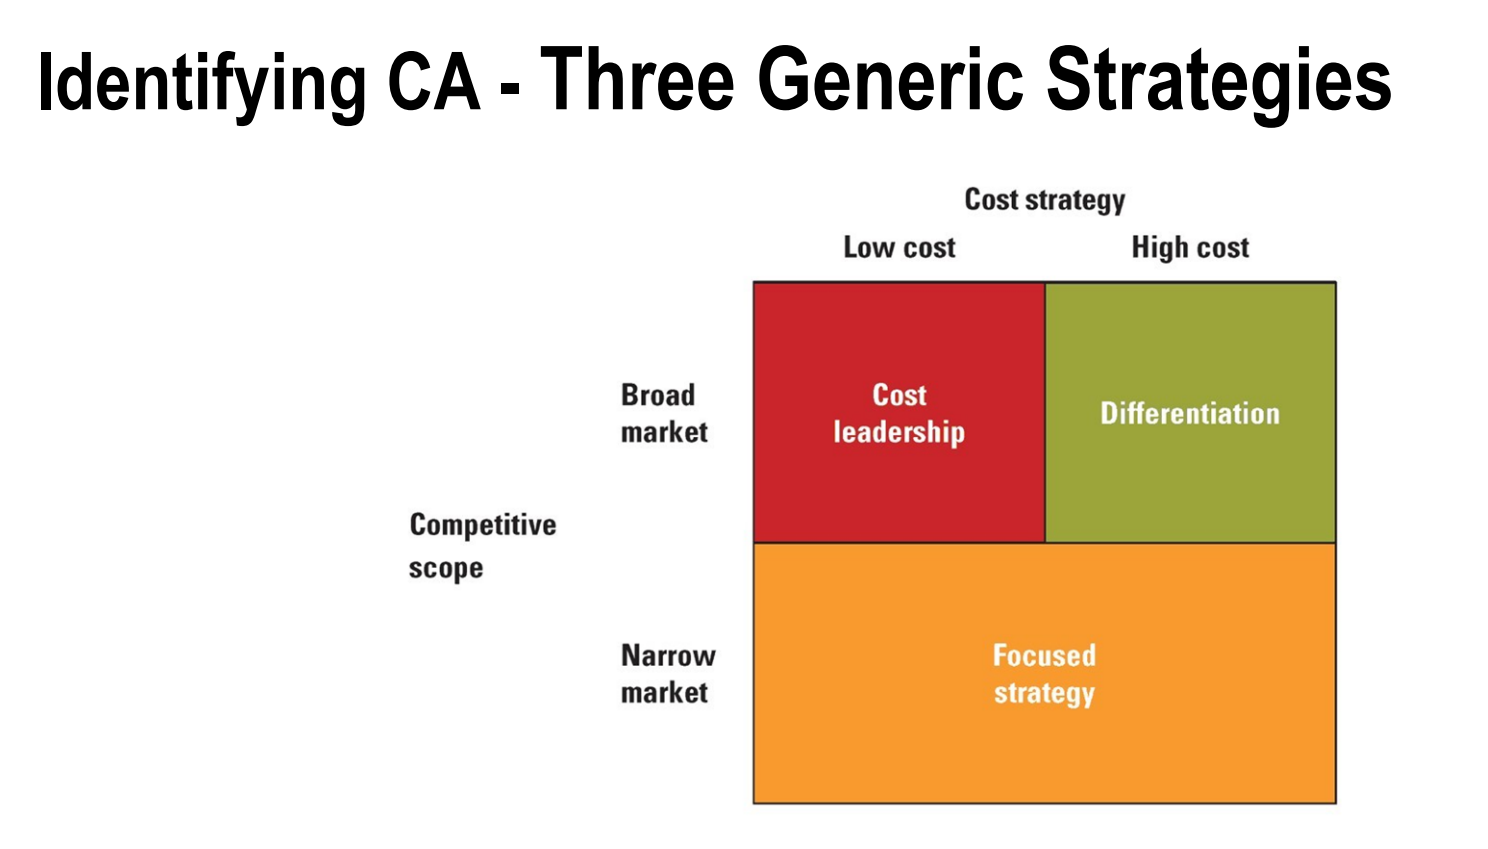 Identifying CA - Three Generic Strategies
Cost strategy
Low cost
High cost
Broad
market
Cost
leadership
Differentiation
Competitive
scope
Narrow
market
Focused
strategy